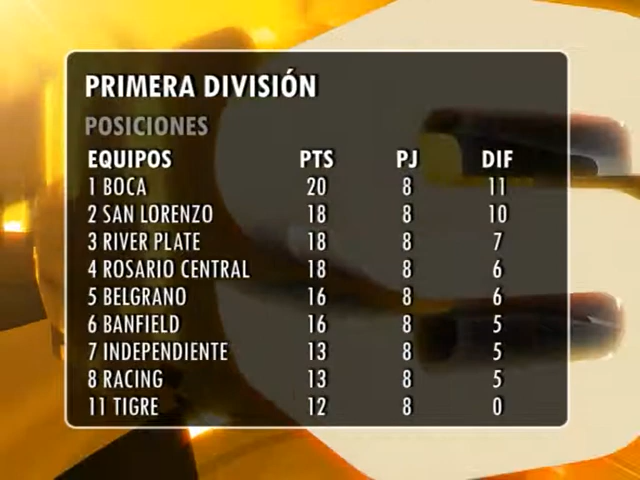 PRIMERA DIVISIÓN
POSICIONES
EQUIPOS PTS PJ DIF
1 BOCA 20 8 11
2 SAN LORENZO 18 8 10
3 RIVER PLATE 18 8 7
4 ROSARIO CENTRAL 18 8 6
5 BELGRANO 16 8 6
6 BANFIELD 16 8 5
7 INDEPENDIENTE 13 8 5
8 RACING 13 8 5
11 TIGRE 12 8 0